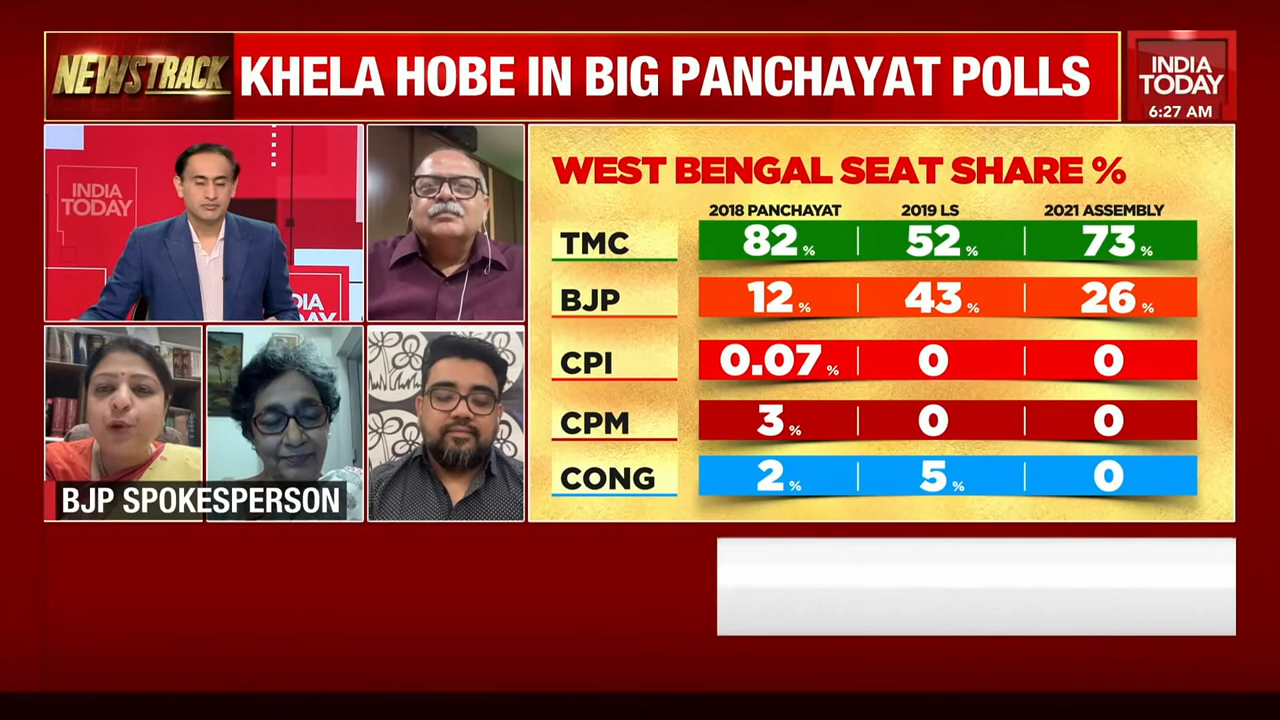 NEWSTRACK
KHELA HOBE IN BIG PANCHAYAT POLLS
INDIA
TODAY
6:27 AM
INDIA
TODAY
DIA
WEST BENGAL SEAT SHARE %
2018 PANCHAYAT 2019 LS 2021 ASSEMBLY
TMC 82% 52% 73%
BJP 12% 43% 26%
CPI 0.07% 0 0
CPM 3% 0 0
CONG 2% 5% 0
BJP SPOKESPERSON